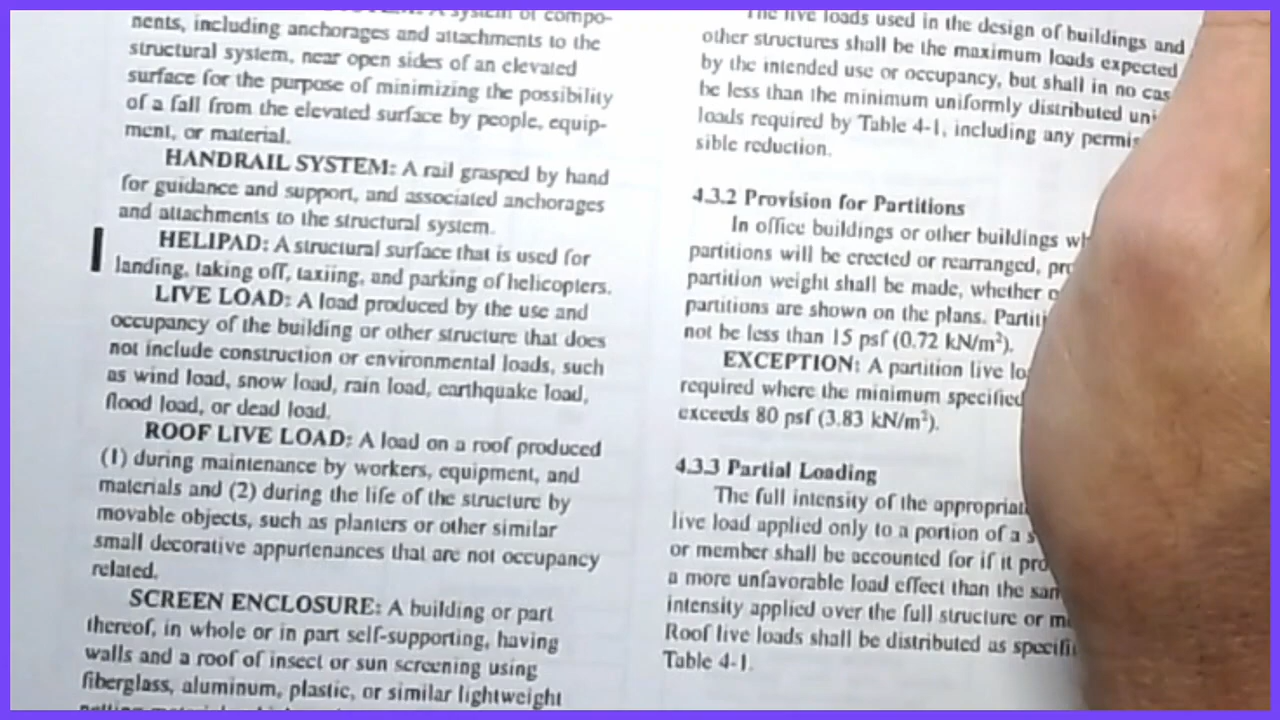 A system of compo-
nents, including anchorages and attachments to the
structural system, near open sides of an elevated
surface for the purpose of minimizing the possibility
of a fall from the elevated surface by people, equip-
ment, or material.
HANDRAIL SYSTEM: A rail grasped by hand
for guidance and support, and associated anchorages
and attachments to the structural system.
HELIPAD: A structural surface that is used for
landing, taking off, taxiing, and parking of helicopters.
LIVE LOAD: A load produced by the use and
occupancy of the building or other structure that does
not include construction or environmental loads, such
as wind load, snow load, rain load, earthquake load,
flood load, or dead load.
ROOF LIVE LOAD: A load on a roof produced
(1) during maintenance by workers, equipment, and
materials and (2) during the life of the structure by
movable objects, such as planters or other similar
small decorative appurtenances that are not occupancy
related.
SCREEN ENCLOSURE: A building or part
thereof, in whole or in part self-supporting, having
walls and a roof of insect or sun screening using
fiberglass, aluminum, plastic, or similar lightweight
The live loads used in the design of buildings and
other structures shall be the maximum loads expected
by the intended use or occupancy, but shall in no cas
be less than the minimum uniformly distributed uni
loads required by Table 4-1, including any permis
sible reduction.
4.3.2 Provision for Partitions
In office buildings or other buildings wh
partitions will be erected or rearranged, pro
partition weight shall be made, whether o
partitions are shown on the plans. Partiti
not be less than 15 psf (0.72 kN/m²).
EXCEPTION: A partition live lo
required where the minimum specified
exceeds 80 psf (3.83 kN/m²).
4.3.3 Partial Loading
The full intensity of the appropriat
live load applied only to a portion of a s
or member shall be accounted for if it pro
a more unfavorable load effect than the sam
intensity applied over the full structure or me
Roof live loads shall be distributed as specifi
Table 4-1.